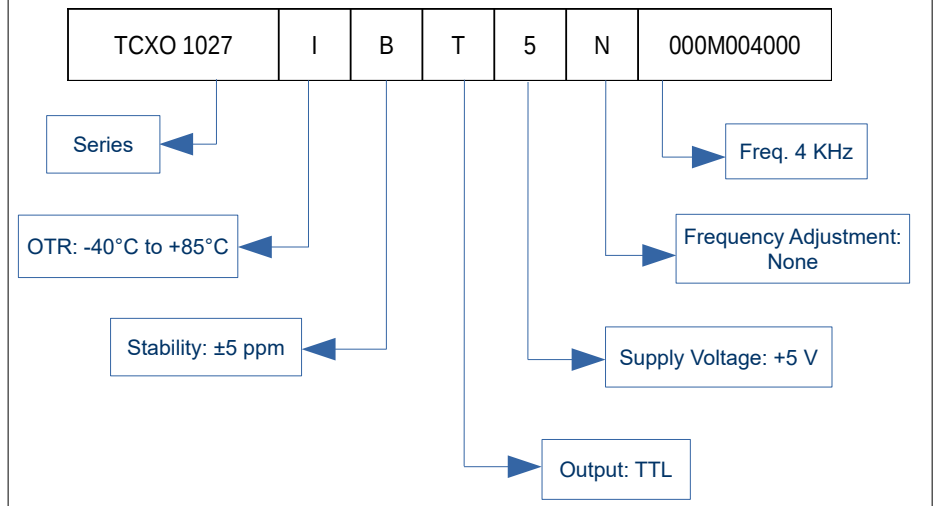 TCXO 1027 I B T 5 N 000M004000
Series
Freq. 4 KHz
OTR: -40°C to +85°C
Frequency Adjustment:
None
Stability: ±5 ppm
Supply Voltage: +5 V
Output: TTL